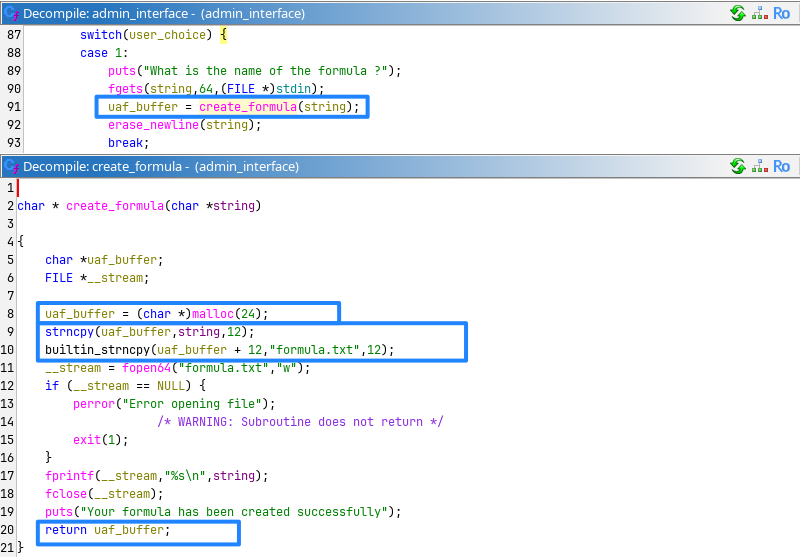 Decompile: admin_interface - (admin_interface) Ro
87 switch(user_choice) {
88 case 1:
89 puts("What is the name of the formula ?");
90 fgets(string,64,(FILE *)stdin);
91 uaf_buffer = create_formula(string);
92 erase_newline(string);
93 break;
Decompile: create_formula - (admin_interface) Ro
1
2 char * create_formula(char *string)
3
4 {
5 char *uaf_buffer;
6 FILE *__stream;
7
8 uaf_buffer = (char *)malloc(24);
9 strncpy(uaf_buffer,string,12);
10 builtin_strncpy(uaf_buffer + 12,"formula.txt",12);
11 __stream = fopen64("formula.txt","w");
12 if (__stream == NULL) {
13 perror("Error opening file");
14 /* WARNING: Subroutine does not return */
15 exit(1);
16 }
17 fprintf(__stream,"%s\n",string);
18 fclose(__stream);
19 puts("Your formula has been created successfully");
20 return uaf_buffer;
21 }